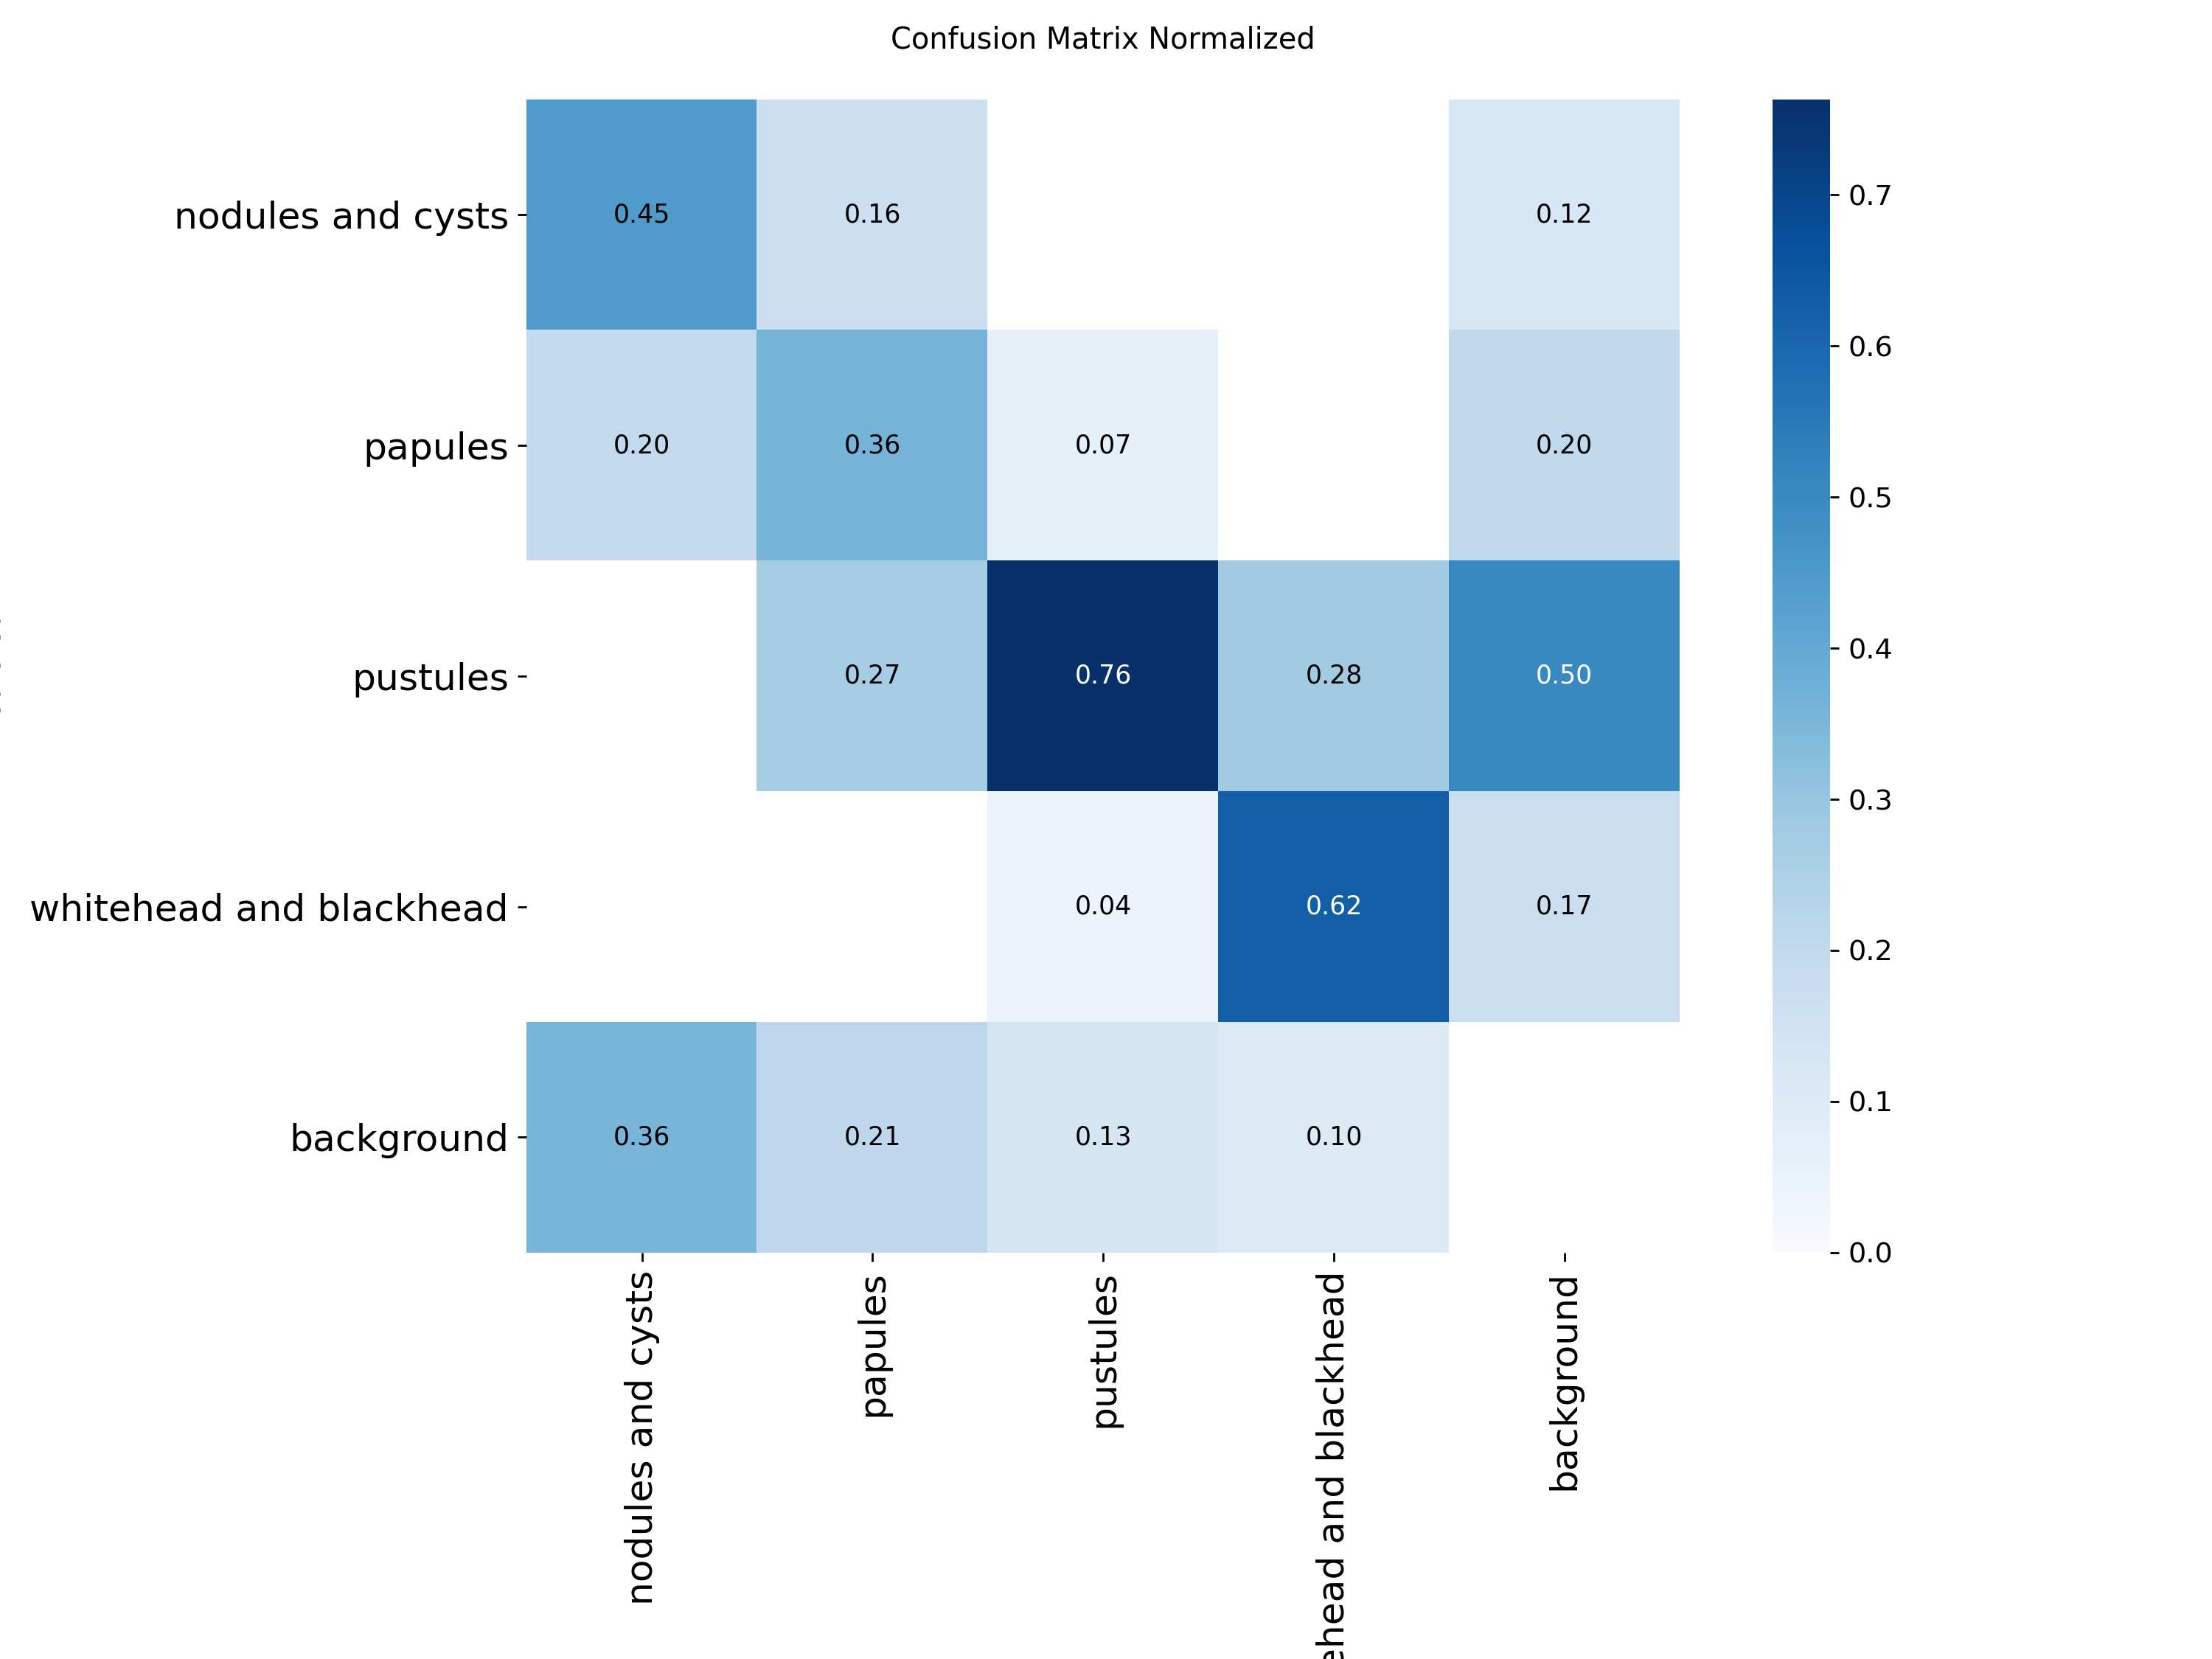 Confusion Matrix Normalized
nodules and cysts 0.45 0.16 0.12
papules 0.20 0.36 0.07 0.20
pustules 0.27 0.76 0.28 0.50
whitehead and blackhead 0.04 0.62 0.17
background 0.36 0.21 0.13 0.10
0.7
0.6
0.5
0.4
0.3
0.2
0.1
0.0
nodules and cysts
papules
pustules
ehead and blackhead
background